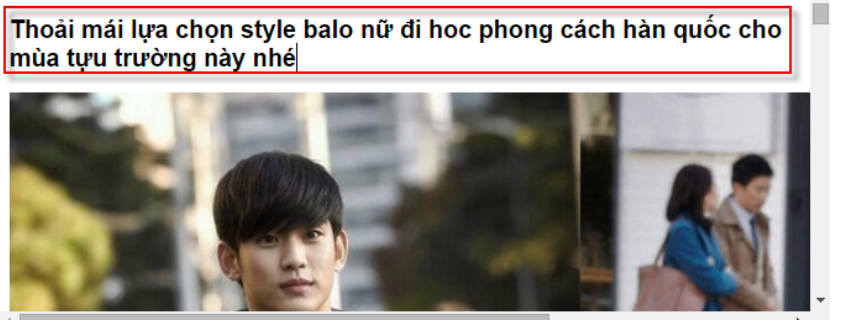 Thoải mái lựa chọn style balo nữ đi hoc phong cách hàn quốc cho
mùa tựu trường này nhé